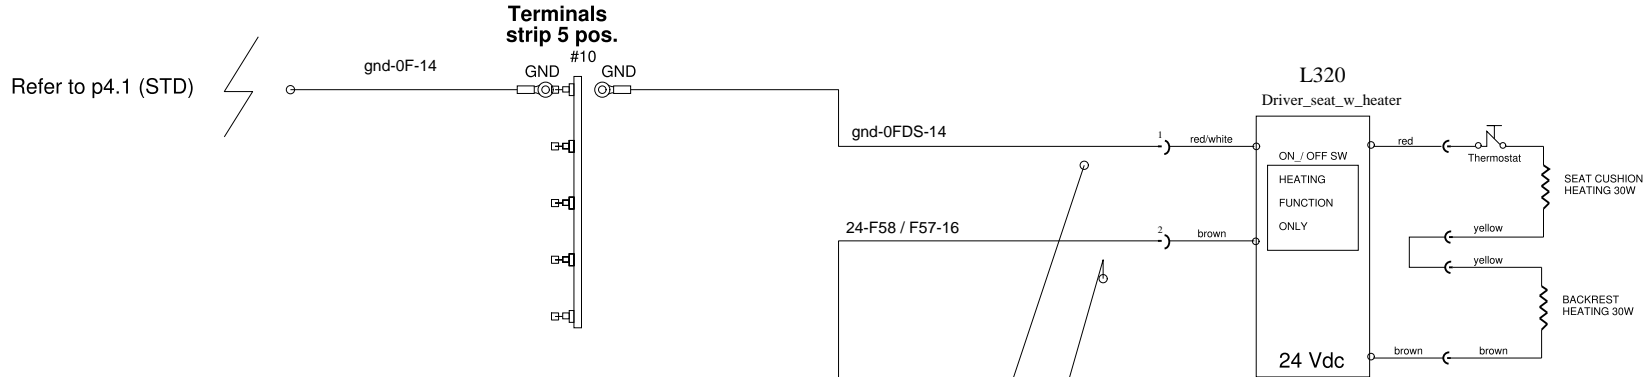 Terminals
strip 5 pos.
#10
Refer to p4.1 (STD)
gnd-0F-14
GND
GND
L320
Driver_seat_w_heater
gnd-0FDS-14
1
red/white
ON_/ OFF SW
HEATING
FUNCTION
ONLY
red
Thermostat
SEAT CUSHION
HEATING 30W
24-F58 / F57-16
2
brown
yellow
yellow
BACKREST
HEATING 30W
24 Vdc
brown
brown